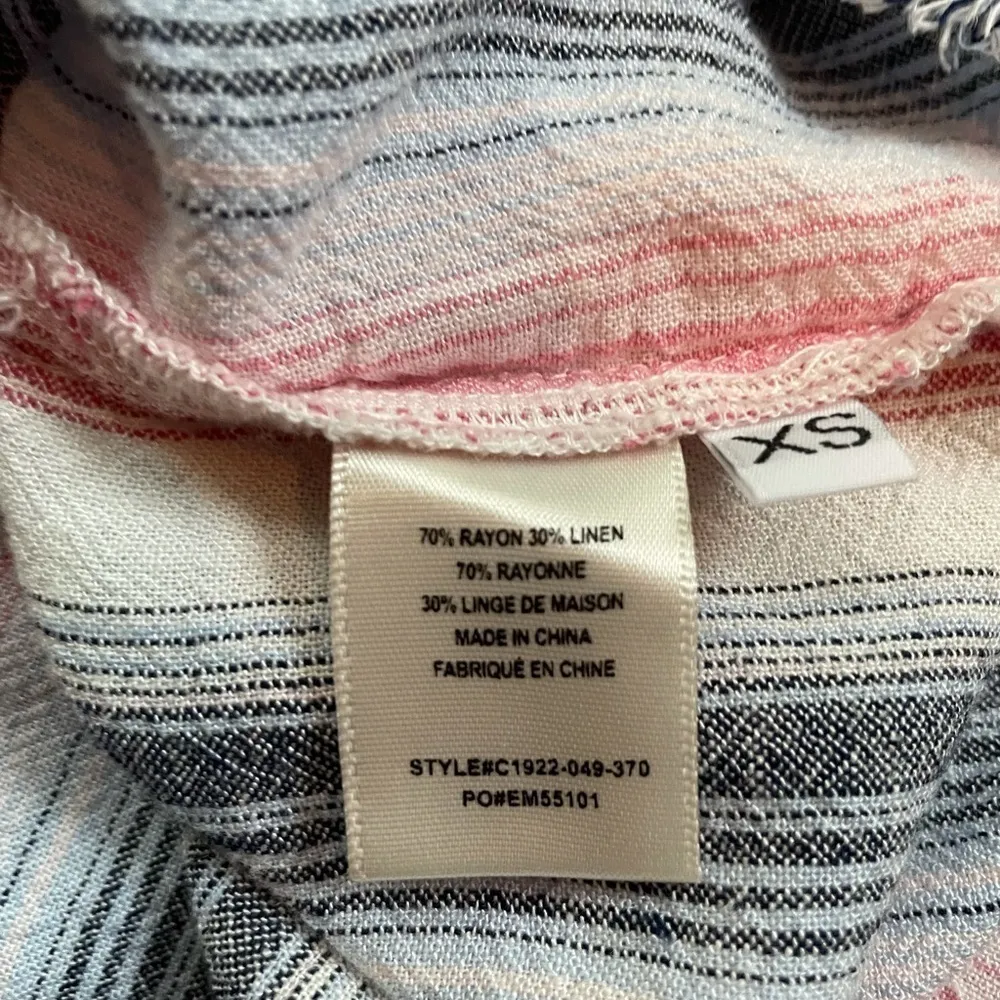 XS
70% RAYON 30% LINEN
70% RAYONNE
30% LINGE DE MAISON
MADE IN CHINA
FABRIQUÉ EN CHINE
STYLE#C1922-049-370
PO#EM55101